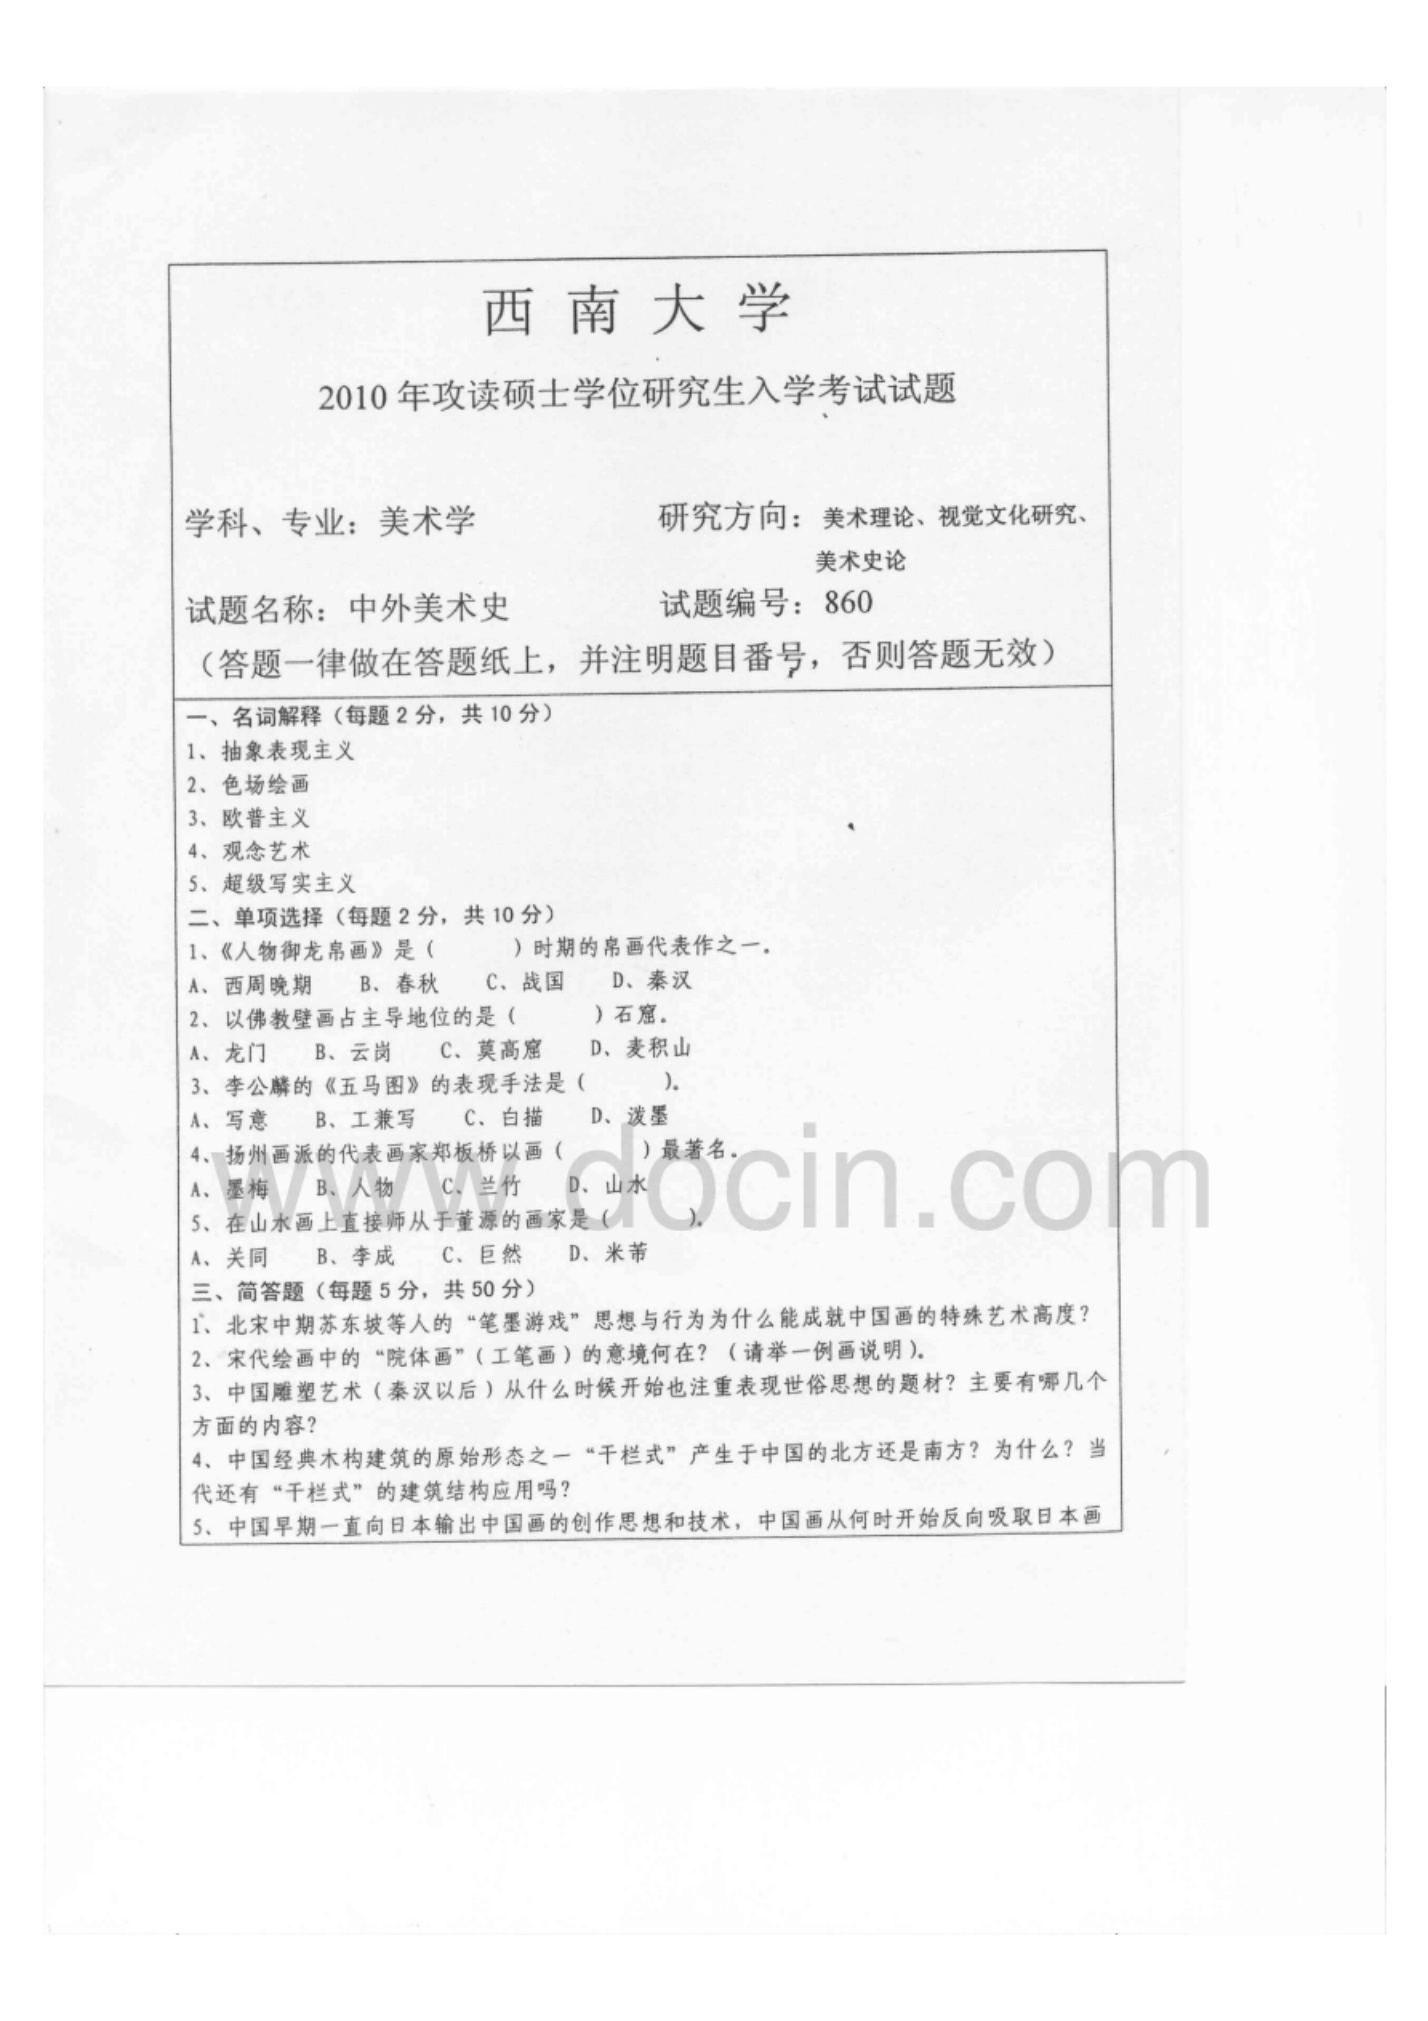 西南大学
2010年攻读硕士学位研究生入学考试试题
学科、专业：美术学 研究方向：美术理论、视觉文化研究、
美术史论
试题名称：中外美术史 试题编号：860
（答题一律做在答题纸上，并注明题目番号，否则答题无效）
一、名词解释（每题2分，共10分）
1、抽象表现主义
2、色场绘画
3、欧普主义
4、观念艺术
5、超级写实主义
二、单项选择（每题2分，共10分）
1、《人物御龙帛画》是（ ）时期的帛画代表作之一。
A、西周晚期 B、春秋 C、战国 D、秦汉
2、以佛教壁画占主导地位的是（ ）石窟。
A、龙门 B、云岗 C、莫高窟 D、麦积山
3、李公麟的《五马图》的表现手法是（ ）。
A、写意 B、工兼写 C、白描 D、泼墨
4、扬州画派的代表画家郑板桥以画（ ）最著名。
A、墨梅 B、人物 C、兰竹 D、山水
5、在山水画上直接师从于董源的画家是（ ）。
A、关同 B、李成 C、巨然 D、米芾
三、简答题（每题5分，共50分）
1、北宋中期苏东坡等人的“笔墨游戏”思想与行为为什么能成就中国画的特殊艺术高度？
2、宋代绘画中的“院体画”（工笔画）的意境何在？（请举一例画说明）。
3、中国雕塑艺术（秦汉以后）从什么时候开始也注重表现世俗思想的题材？主要有哪几个
方面的内容？
4、中国经典木构建筑的原始形态之一“干栏式”产生于中国的北方还是南方？为什么？当
代还有“干栏式”的建筑结构应用吗？
5、中国早期一直向日本输出中国画的创作思想和技术，中国画从何时开始反向吸取日本画
www.docin.com